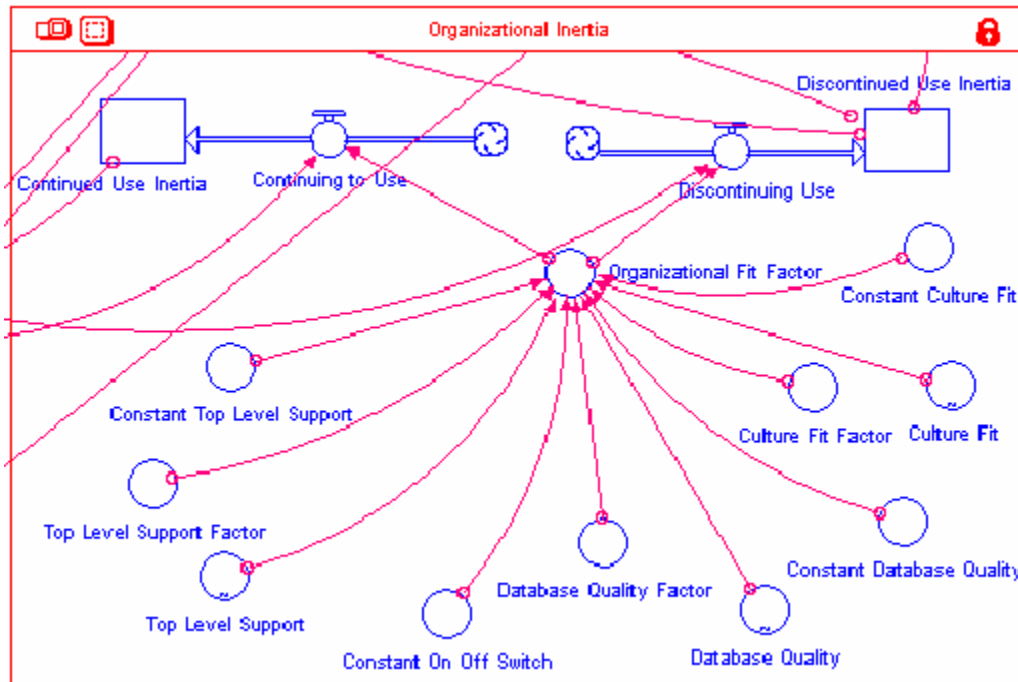 Organizational Inertia
Discontinued Use Inertia
Continued Use Inertia
Continuing to Use
Discontinuing Use
Organizational Fit Factor
Constant Culture Fit
Constant Top Level Support
Culture Fit Factor
Culture Fit
Top Level Support Factor
Constant Database Quality
Database Quality Factor
Top Level Support
Constant On Off Switch
Database Quality